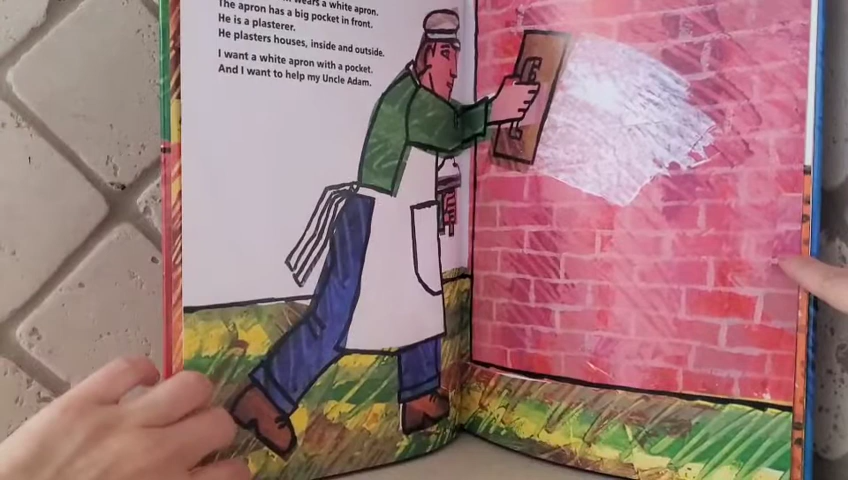 wears a white apron.
The apron has a big pocket in front.
He is a plasterer.
He plasters houses, inside and outside.
I want a white apron with a pocket.
And I want to help my Uncle Adam.